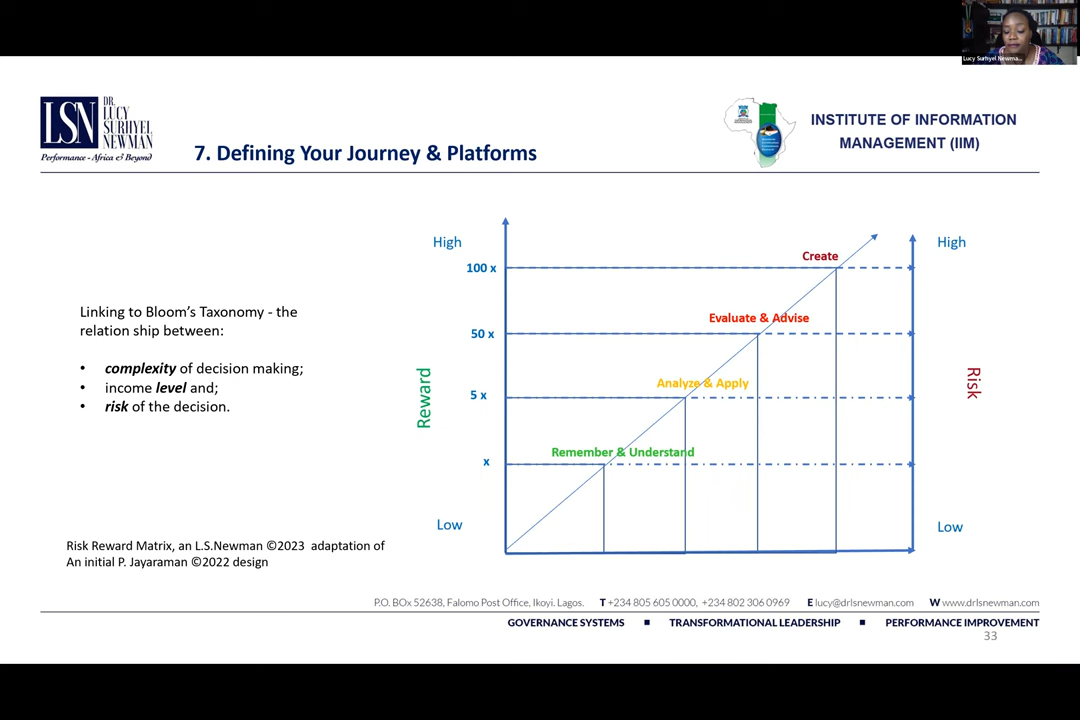 Lucy Surhyel Newma...
LSN
DR.
LUCY
SURHYEL
NEWMAN
Performance - Africa & Beyond
7. Defining Your Journey & Platforms
INSTITUTE OF INFORMATION
MANAGEMENT (IIM)
Linking to Bloom's Taxonomy - the
relation ship between:
• complexity of decision making;
• income level and;
• risk of the decision.
Risk Reward Matrix, an L.S.Newman ©2023 adaptation of
An initial P. Jayaraman ©2022 design
Reward
High
100 x
50 x
5 x
x
Low
Create
Evaluate & Advise
Analyze & Apply
Remember & Understand
High
Risk
Low
P.O. BOx 52638, Falomo Post Office, Ikoyi. Lagos. T +234 805 605 0000, +234 802 306 0969 E lucy@drlsnewman.com W www.drlsnewman.com
GOVERNANCE SYSTEMS ■ TRANSFORMATIONAL LEADERSHIP ■ PERFORMANCE IMPROVEMENT
33